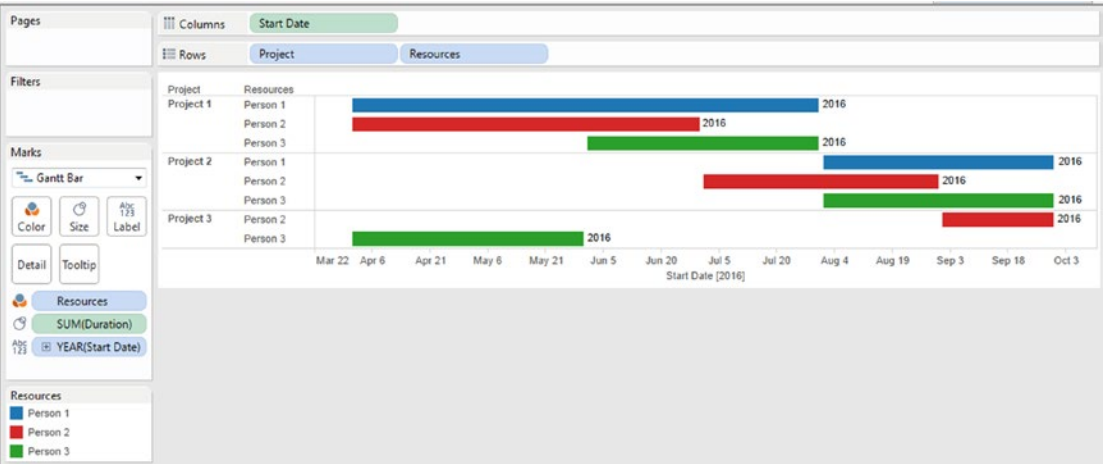 Pages
Columns Start Date
Rows Project Resources
Filters
Project Resources
Project 1 Person 1 2016
Person 2 2016
Person 3 2016
Marks
Project 2 Person 1 2016
Gantt Bar
Person 2 2016
Person 3 2016
Color Size Abc 123 Label
Project 3 Person 2 2016
Person 3 2016
Detail Tooltip
Mar 22 Apr 6 Apr 21 May 6 May 21 Jun 5 Jun 20 Jul 5 Jul 20 Aug 4 Aug 19 Sep 3 Sep 18 Oct 3
Start Date [2016]
Resources
SUM(Duration)
Abc 123 YEAR(Start Date)
Resources
Person 1
Person 2
Person 3